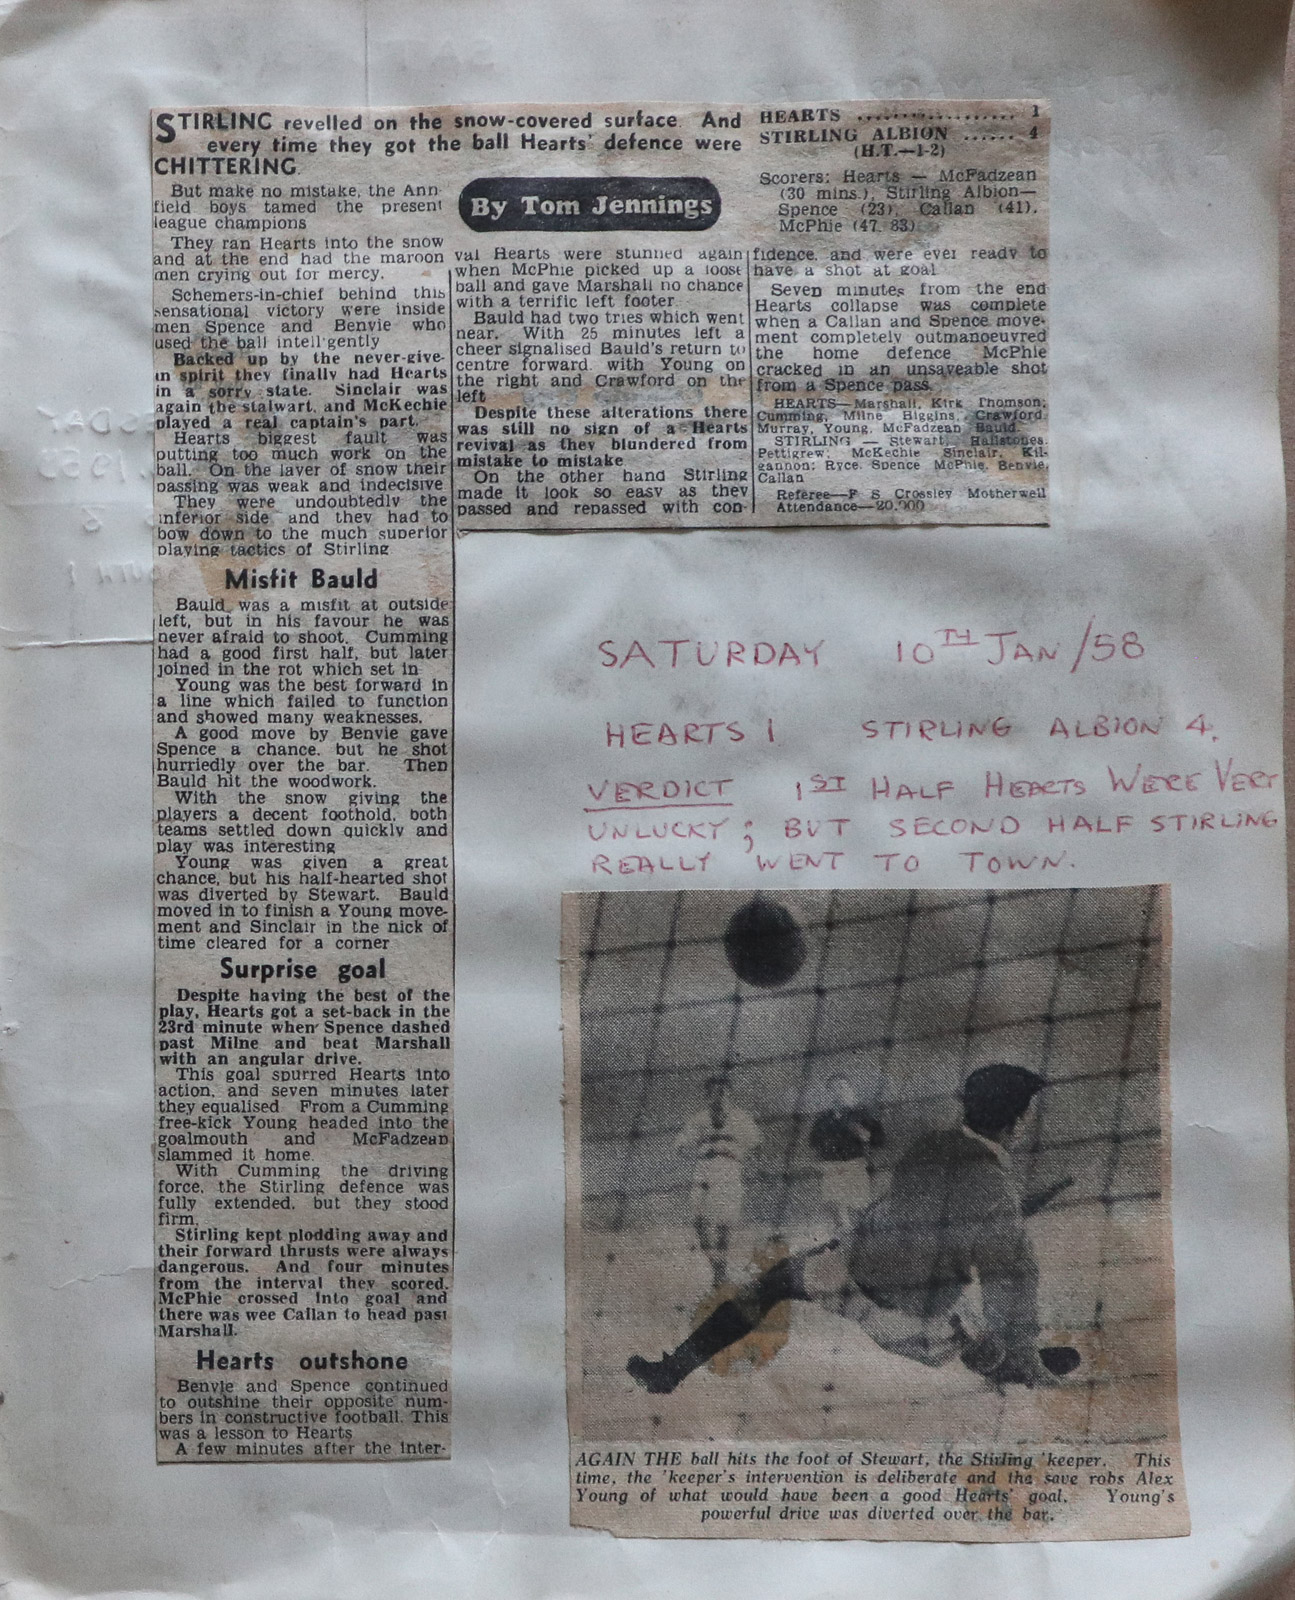 STIRLING revelled on the snow-covered surface. And
every time they got the ball Hearts' defence were
CHITTERING.
But make no mistake, the Ann-
field boys tamed the present
league champions
They ran Hearts into the snow
and at the end had the maroon
men crying out for mercy.
Schemers-in-chief behind this
sensational victory were inside
men Spence and Benvie who
used the ball intelligently
Backed up by the never-give-
in spirit they finally had Hearts
in a sorry state. Sinclair was
again the stalwart, and McKechie
played a real captain's part.
Hearts biggest fault was
putting too much work on the
ball. On the layer of snow their
passing was weak and indecisive
They were undoubtedly the
inferior side and they had to
bow down to the much superior
playing tactics of Stirling
Misfit Bauld
Bauld was a misfit at outside
left, but in his favour he was
never afraid to shoot. Cumming
had a good first half, but later
joined in the rot which set in
Young was the best forward in
a line which failed to function
and showed many weaknesses.
A good move by Benvie gave
Spence a chance, but he shot
hurriedly over the bar. Then
Bauld hit the woodwork.
With the snow giving the
players a decent foothold, both
teams settled down quickly and
play was interesting
Young was given a great
chance, but his half-hearted shot
was diverted by Stewart. Bauld
moved in to finish a Young move-
ment and Sinclair in the nick of
time cleared for a corner
Surprise goal
Despite having the best of the
play, Hearts got a set-back in the
23rd minute when Spence dashed
past Milne and beat Marshall
with an angular drive.
This goal spurred Hearts into
action, and seven minutes later
they equalised From a Cumming
free-kick Young headed into the
goalmouth and McFadzean
slammed it home.
With Cumming the driving
force, the Stirling defence was
fully extended, but they stood
firm.
Stirling kept plodding away and
their forward thrusts were always
dangerous. And four minutes
from the interval they scored.
McPhie crossed into goal and
there was wee Callan to head past
Marshall.
Hearts outshone
Benvie and Spence continued
to outshine their opposite num-
bers in constructive football. This
was a lesson to Hearts
A few minutes after the inter-
By Tom Jennings
val Hearts were stunned again
when McPhie picked up a loose
ball and gave Marshall no chance
with a terrific left footer.
Bauld had two tries which went
near. With 25 minutes left a
cheer signalised Bauld's return to
centre forward, with Young on
the right and Crawford on the
left
Despite these alterations there
was still no sign of a Hearts
revival as they blundered from
mistake to mistake
On the other hand Stirling
made it look so easy as they
passed and repassed with con-
HEARTS .................. 1
STIRLING ALBION ...... 4
(H.T.—1-2)
Scorers: Hearts — McFadzean
(30 mins.), Stirling Albion—
Spence (23), Callan (41),
McPhie (47, 83)
fidence, and were ever ready to
have a shot at goal
Seven minutes from the end
Hearts collapse was complete
when a Callan and Spence move-
ment completely outmanoeuvred
the home defence McPhie
cracked in an unsaveable shot
from a Spence pass.
HEARTS—Marshall, Kirk Thomson;
Cumming, Milne Higgins, Crawford,
Murray, Young, McFadzean Bauld.
STIRLING — Stewart, Hailstones,
Pettigrew; McKechie Sinclair, Kil-
gannon; Ryce, Spence McPhie, Benvie,
Callan
Referee—F S Crossley Motherwell
Attendance—20,000
SATURDAY 10TH JAN/58
HEARTS 1 STIRLING ALBION 4.
VERDICT 1ST HALF HEARTS WERE VERY
UNLUCKY; BUT SECOND HALF STIRLING
REALLY WENT TO TOWN.
AGAIN THE ball hits the foot of Stewart, the Stirling 'keeper. This
time, the 'keeper's intervention is deliberate and the save robs Alex
Young of what would have been a good Hearts' goal. Young's
powerful drive was diverted over the bar.